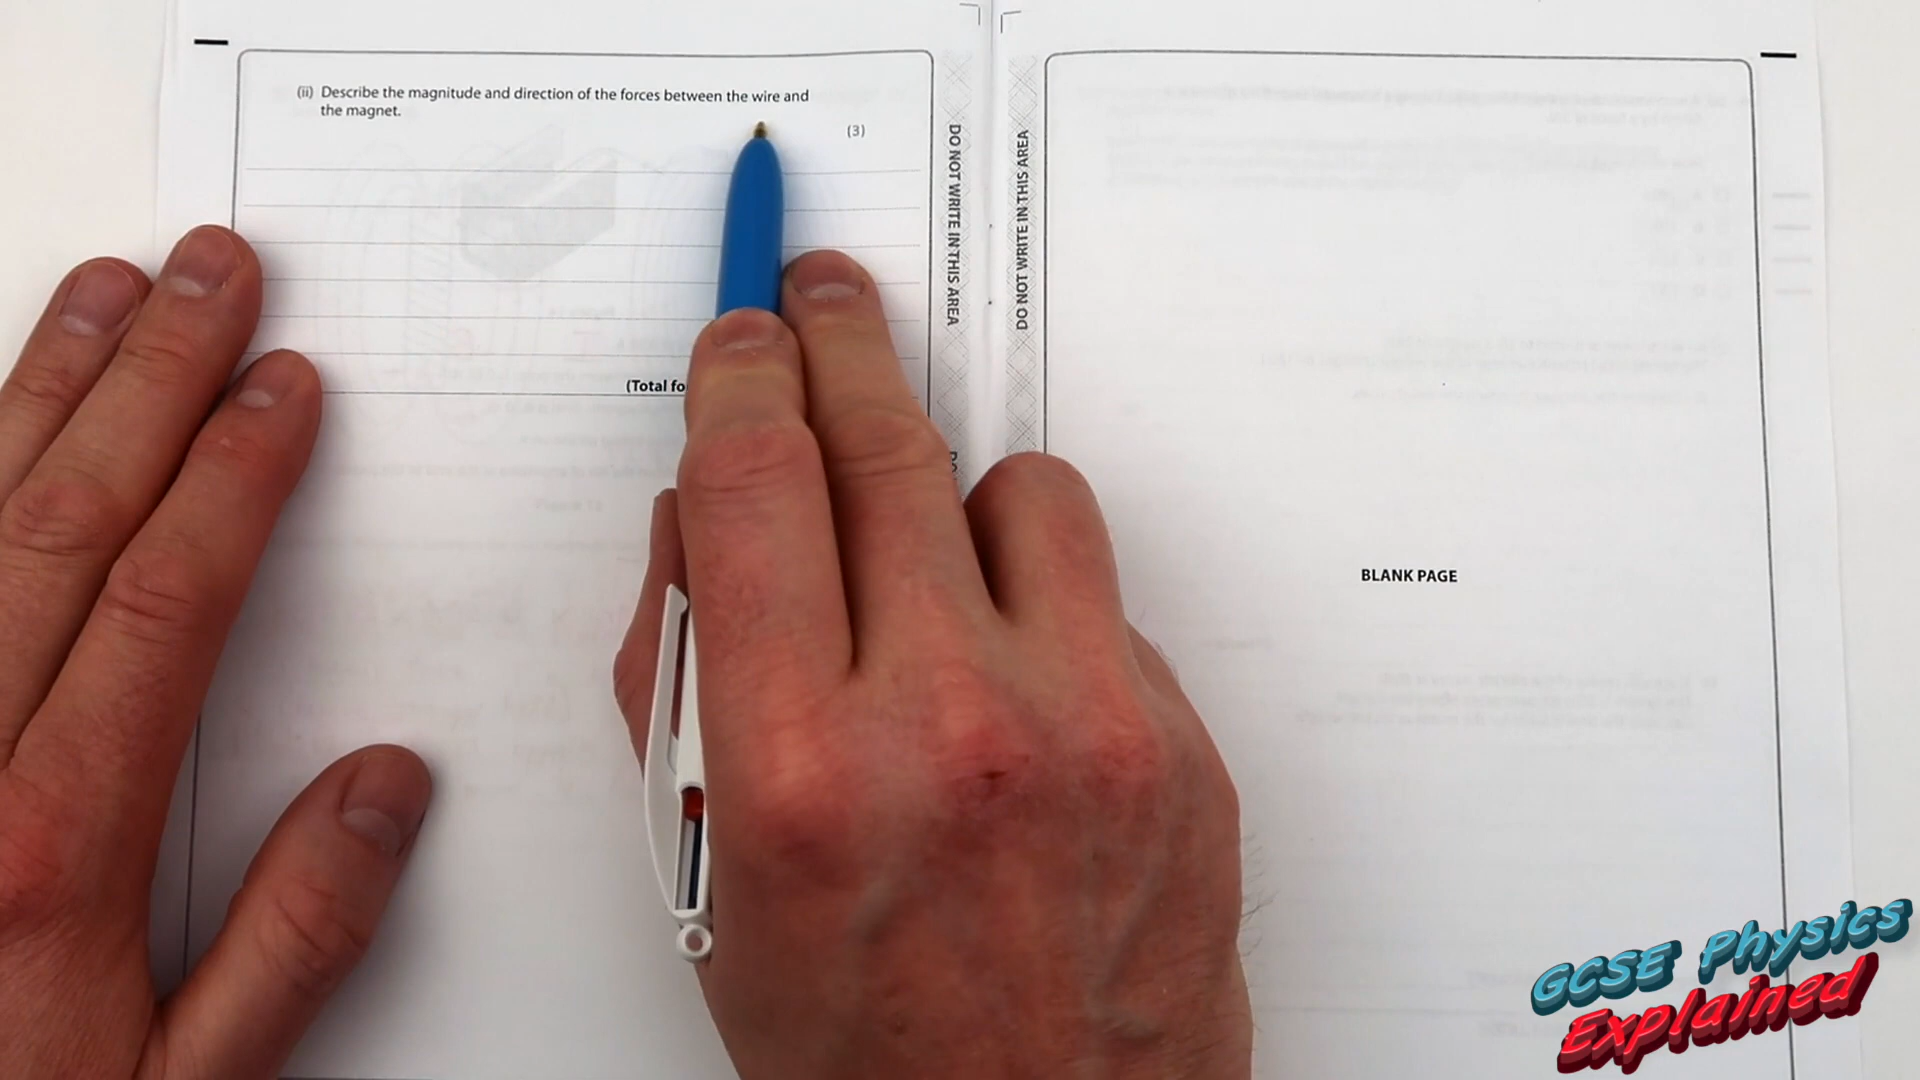 (ii) Describe the magnitude and direction of the forces between the wire and
the magnet.
(3)
(Total fo
DO NOT WRITE IN THIS AREA
DO
DO NOT WRITE IN THIS AREA
BLANK PAGE
GCSE Physics
Explained